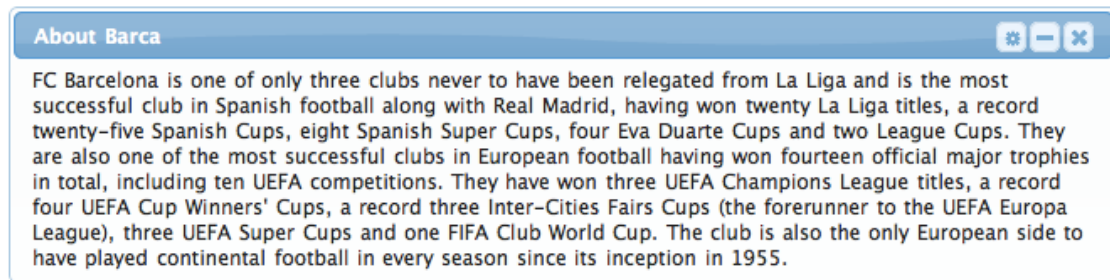 About Barca
FC Barcelona is one of only three clubs never to have been relegated from La Liga and is the most
successful club in Spanish football along with Real Madrid, having won twenty La Liga titles, a record
twenty-five Spanish Cups, eight Spanish Super Cups, four Eva Duarte Cups and two League Cups. They
are also one of the most successful clubs in European football having won fourteen official major trophies
in total, including ten UEFA competitions. They have won three UEFA Champions League titles, a record
four UEFA Cup Winners' Cups, a record three Inter-Cities Fairs Cups (the forerunner to the UEFA Europa
League), three UEFA Super Cups and one FIFA Club World Cup. The club is also the only European side to
have played continental football in every season since its inception in 1955.